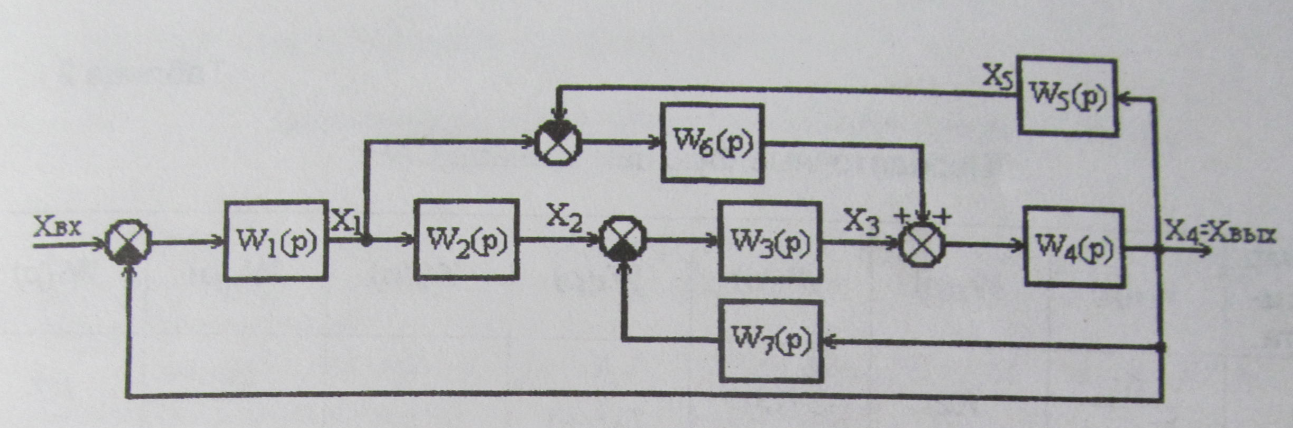 X5 W5(p)
W6(p)
Xвх W1(p) X1 W2(p) X2 W3(p) X3 + + W4(p) X4=Xвых
W7(p)